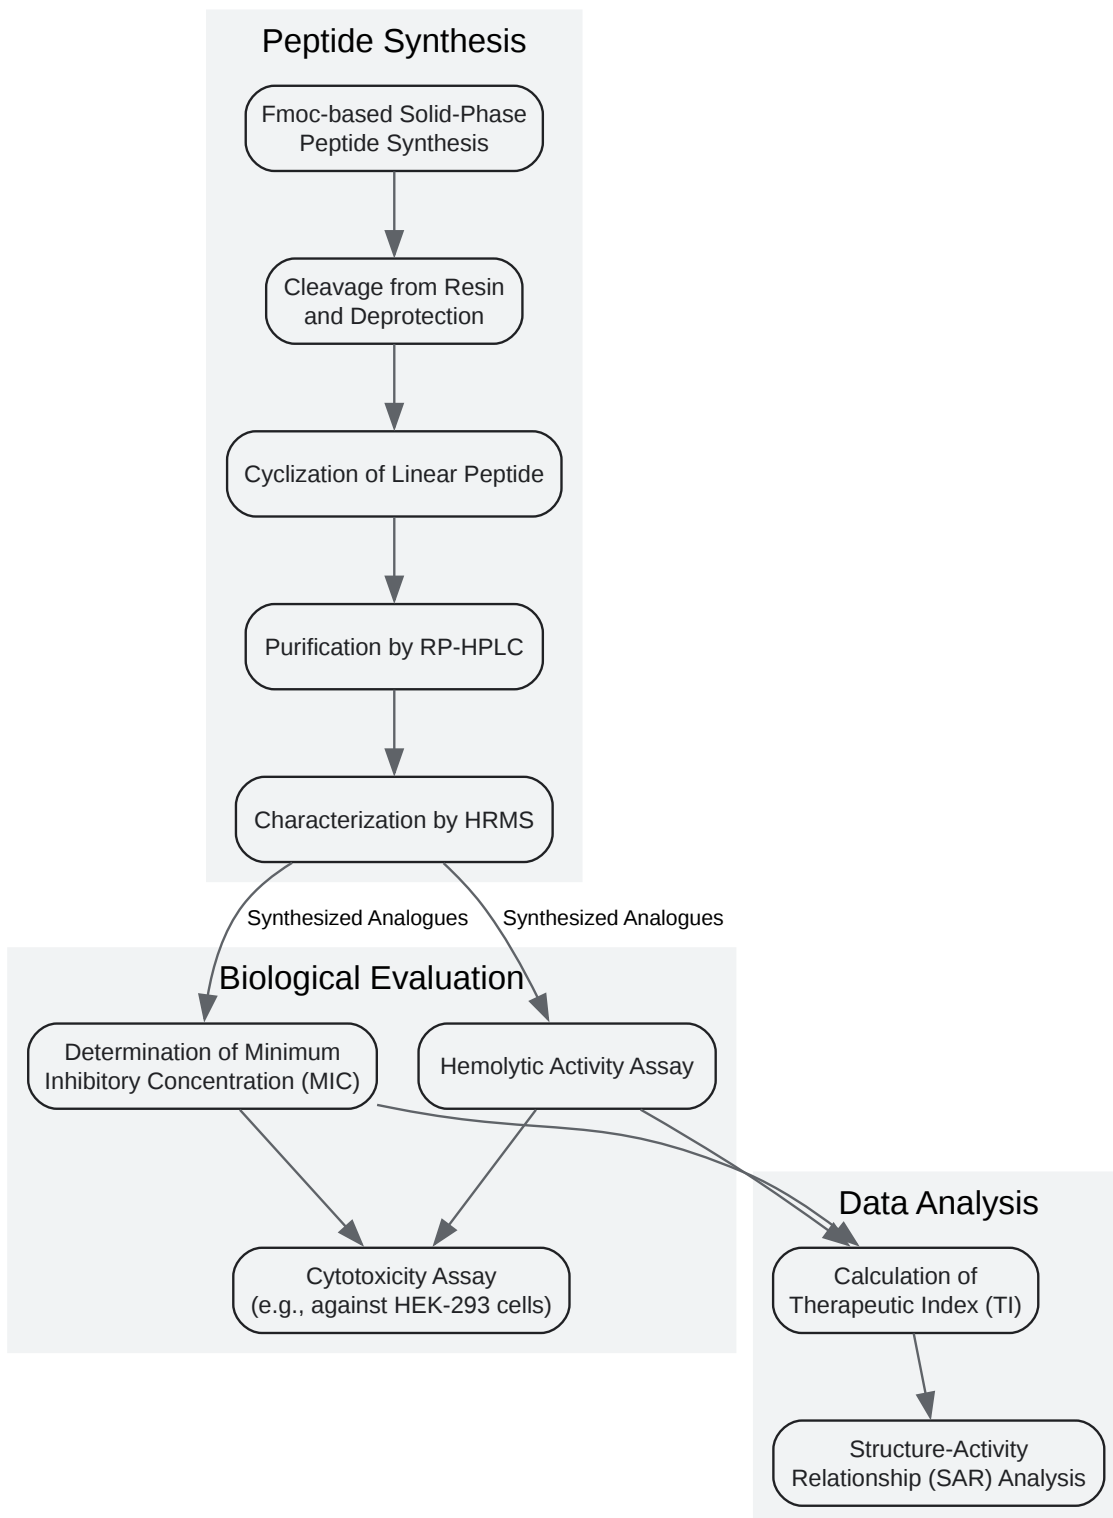 Peptide Synthesis
Fmoc-based Solid-Phase
Peptide Synthesis
Cleavage from Resin
and Deprotection
Cyclization of Linear Peptide
Purification by RP-HPLC
Characterization by HRMS
Synthesized Analogues
Synthesized Analogues
Biological Evaluation
Determination of Minimum
Inhibitory Concentration (MIC)
Hemolytic Activity Assay
Cytotoxicity Assay
(e.g., against HEK-293 cells)
Data Analysis
Calculation of
Therapeutic Index (TI)
Structure-Activity
Relationship (SAR) Analysis